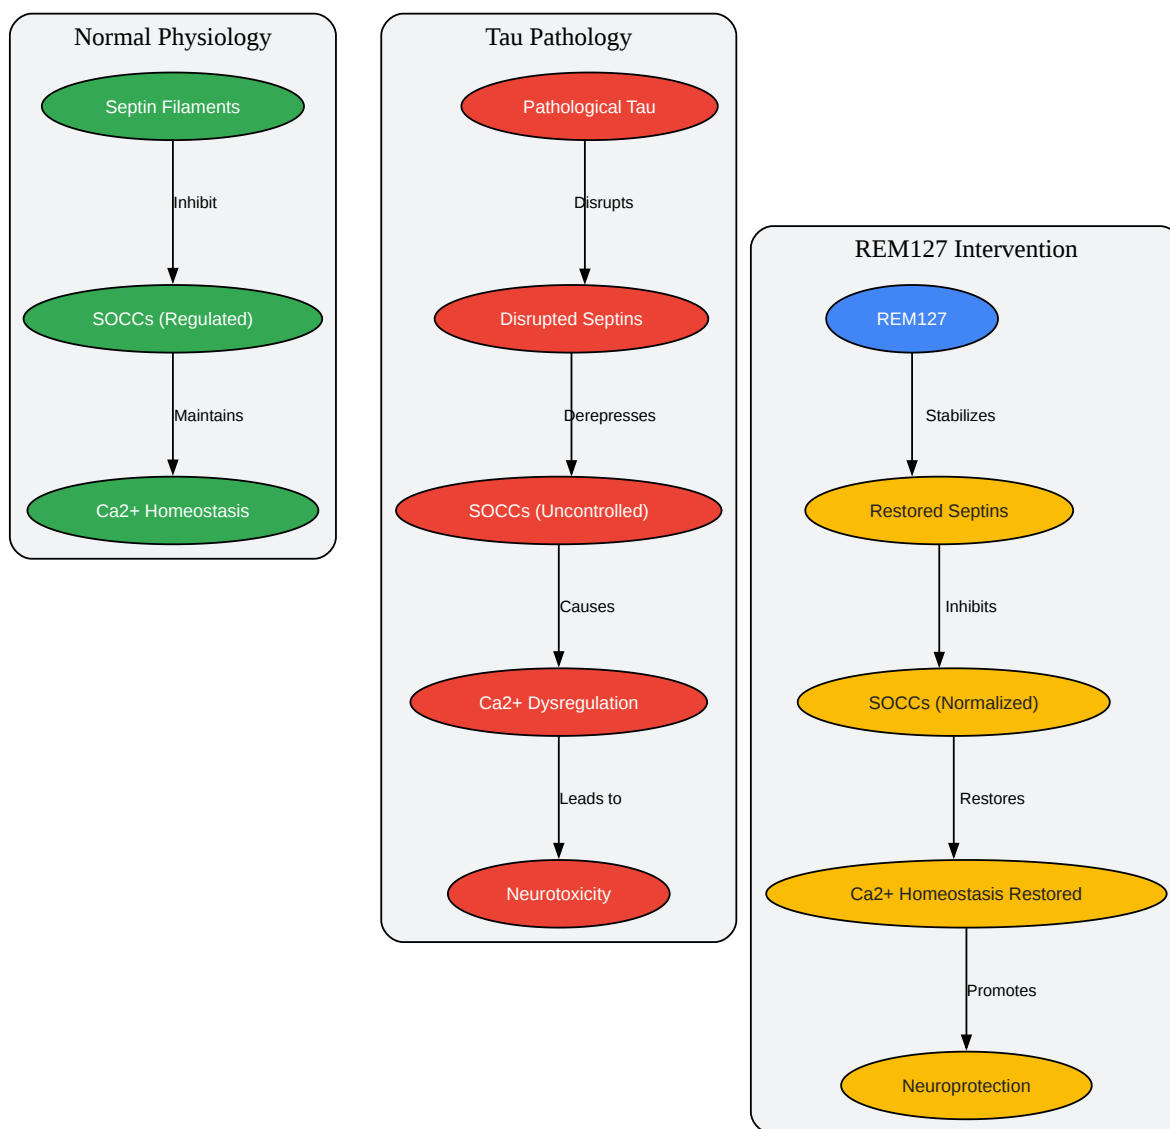 Normal Physiology
Septin Filaments
Inhibit
SOCCs (Regulated)
Maintains
Ca2+ Homeostasis
Tau Pathology
Pathological Tau
Disrupts
Disrupted Septins
Derepresses
SOCCs (Uncontrolled)
Causes
Ca2+ Dysregulation
Leads to
Neurotoxicity
REM127 Intervention
REM127
Stabilizes
Restored Septins
Inhibits
SOCCs (Normalized)
Restores
Ca2+ Homeostasis Restored
Promotes
Neuroprotection